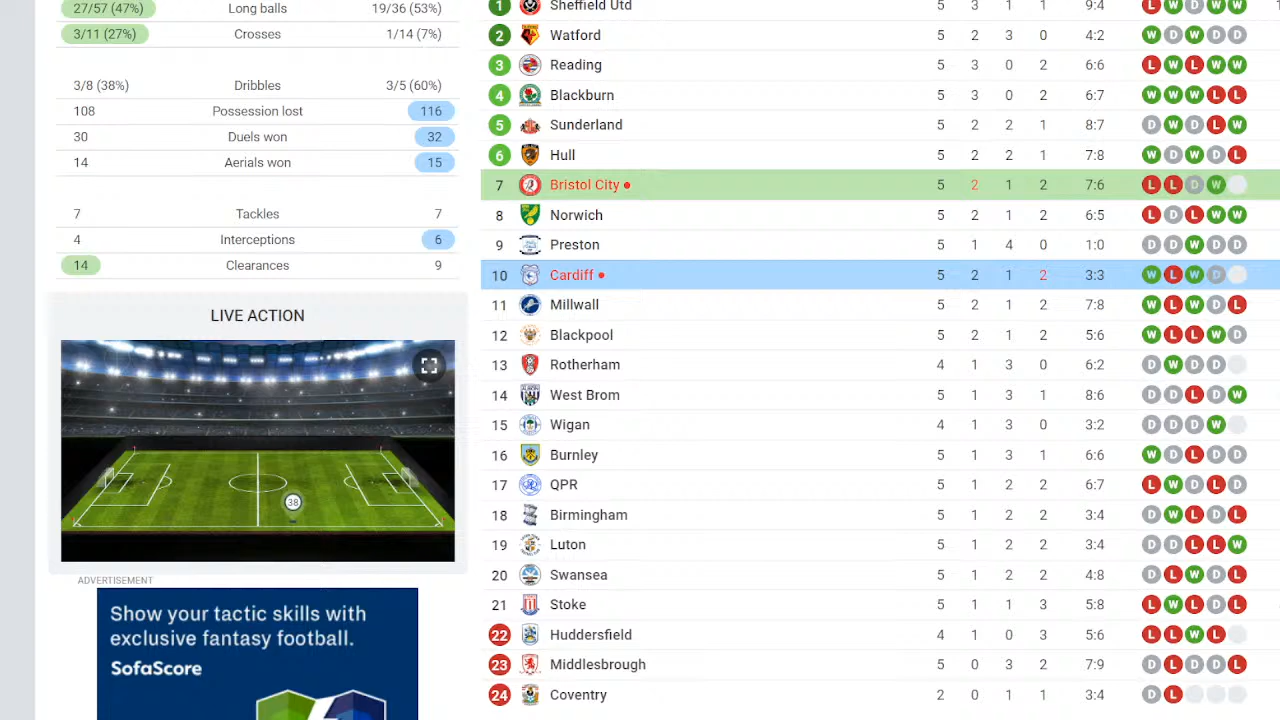 27/57 (47%) Long balls 19/36 (53%)
3/11 (27%) Crosses 1/14 (7%)
3/8 (38%) Dribbles 3/5 (60%)
108 Possession lost 116
30 Duels won 32
14 Aerials won 15
7 Tackles 7
4 Interceptions 6
14 Clearances 9
LIVE ACTION
38
ADVERTISEMENT
Show your tactic skills with
exclusive fantasy football.
SofaScore
1 Sheffield Utd 5 3 1 1 9:4 L W D W W
2 Watford 5 2 3 0 4:2 W D W D D
3 Reading 5 3 0 2 6:6 L W L W W
4 Blackburn 5 3 0 2 6:7 W W W L L
5 Sunderland 5 2 2 1 8:7 D W D L W
6 Hull 5 2 2 1 7:8 W D W D L
7 Bristol City 5 2 1 2 7:6 L L D W
8 Norwich 5 2 1 2 6:5 L D L W W
9 Preston 5 1 4 0 1:0 D D W D D
10 Cardiff 5 2 1 2 3:3 W L W D
11 Millwall 5 2 1 2 7:8 W L W D L
12 Blackpool 5 2 1 2 5:6 W L L W D
13 Rotherham 4 1 3 0 6:2 D W D D
14 West Brom 5 1 3 1 8:6 D D L D W
15 Wigan 4 1 3 0 3:2 D D D W
16 Burnley 5 1 3 1 6:6 W D L D D
17 QPR 5 1 2 2 6:7 L W D L D
18 Birmingham 5 1 2 2 3:4 D W L D L
19 Luton 5 1 2 2 3:4 D D L L W
20 Swansea 5 1 2 2 4:8 D L W D L
21 Stoke 5 1 1 3 5:8 L W L D L
22 Huddersfield 4 1 0 3 5:6 L L W L
23 Middlesbrough 5 0 3 2 7:9 D L D D L
24 Coventry 2 0 1 1 3:4 D L